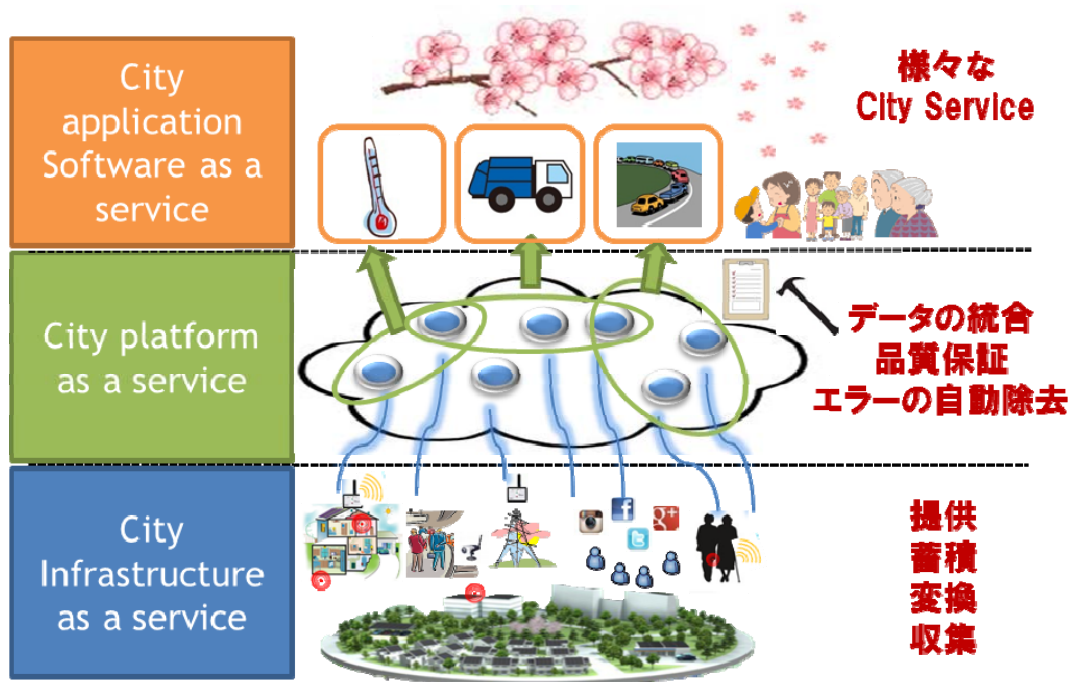 City
application
Software as a
service
様々な
City Service
City platform
as a service
データの統合
品質保証
エラーの自動除去
City
Infrastructure
as a service
f
g+
t
提供
蓄積
変換
収集